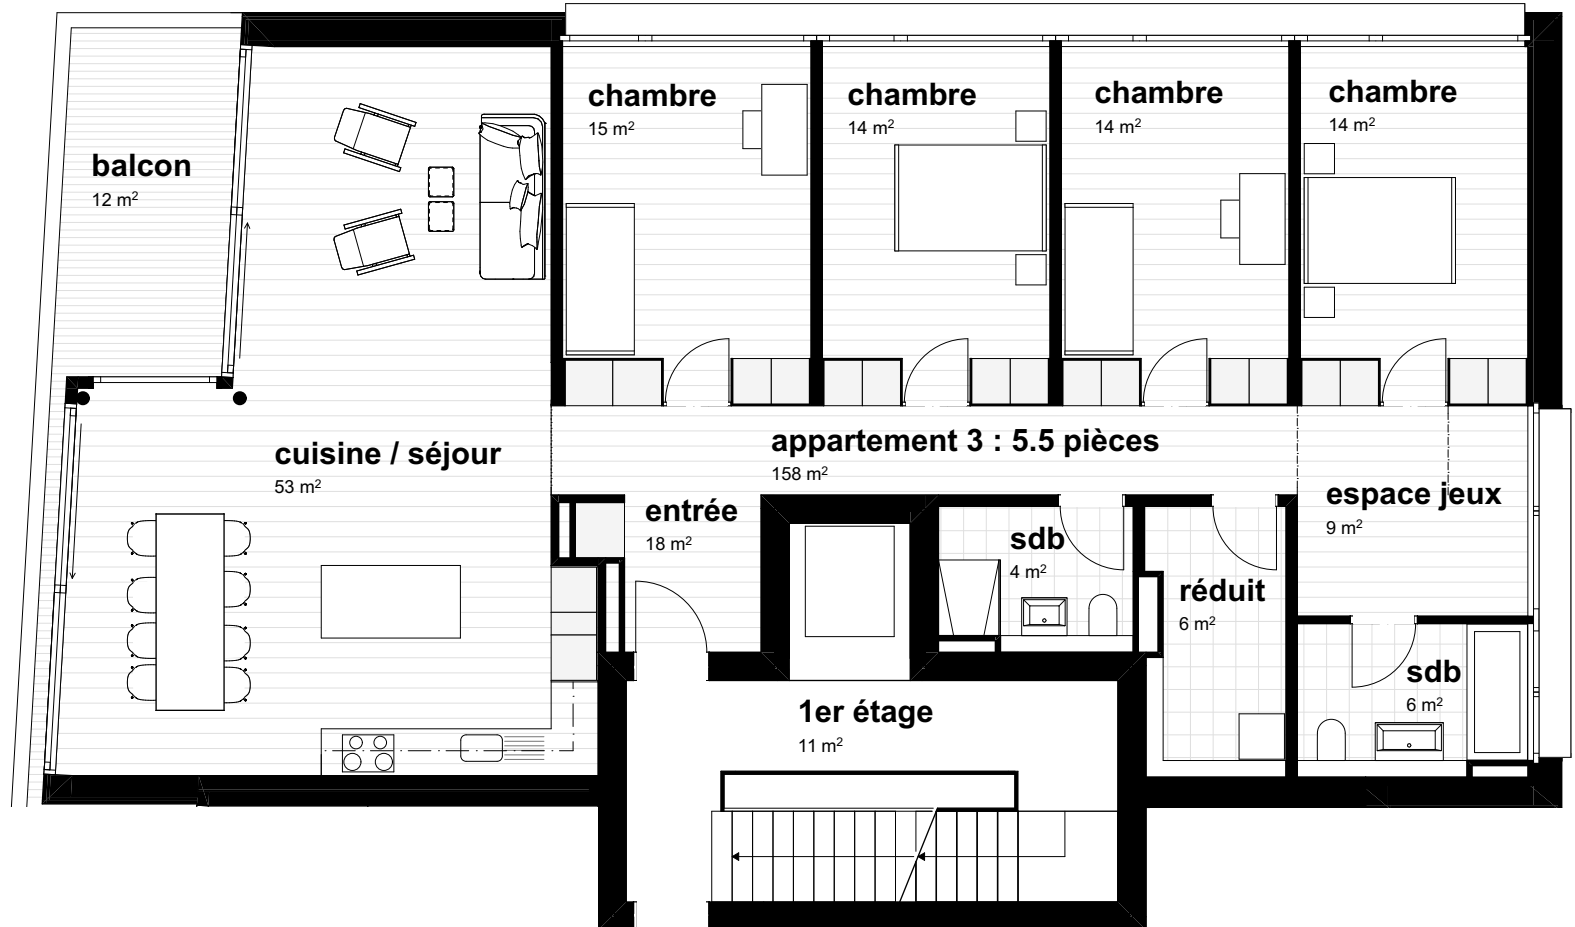 chambre
15 m²
chambre
14 m²
chambre
14 m²
chambre
14 m²
balcon
12 m²
cuisine / séjour
53 m²
appartement 3 : 5.5 pièces
158 m²
entrée
18 m²
sdb
4 m²
réduit
6 m²
espace jeux
9 m²
sdb
6 m²
1er étage
11 m²